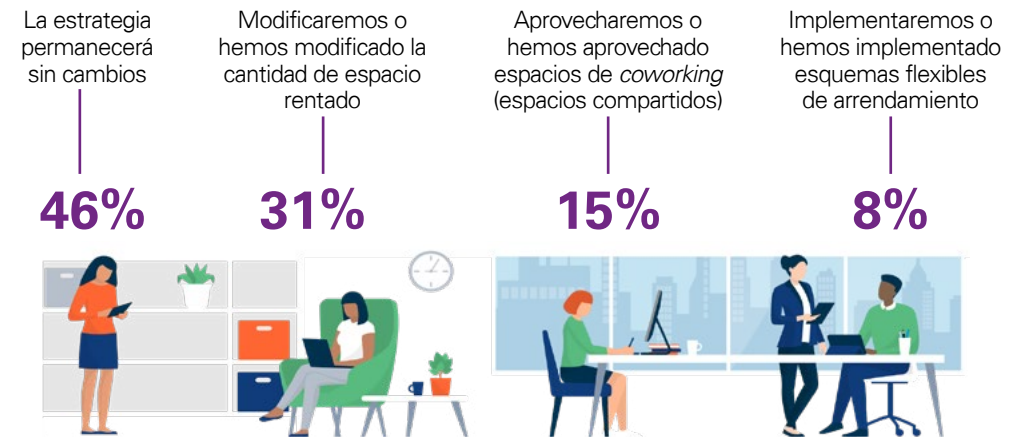 La estrategia
permanecerá
sin cambios
Modificaremos o
hemos modificado la
cantidad de espacio
rentado
Aprovecharemos o
hemos aprovechado
espacios de coworking
(espacios compartidos)
Implementaremos o
hemos implementado
esquemas flexibles
de arrendamiento
46%
31%
15%
8%